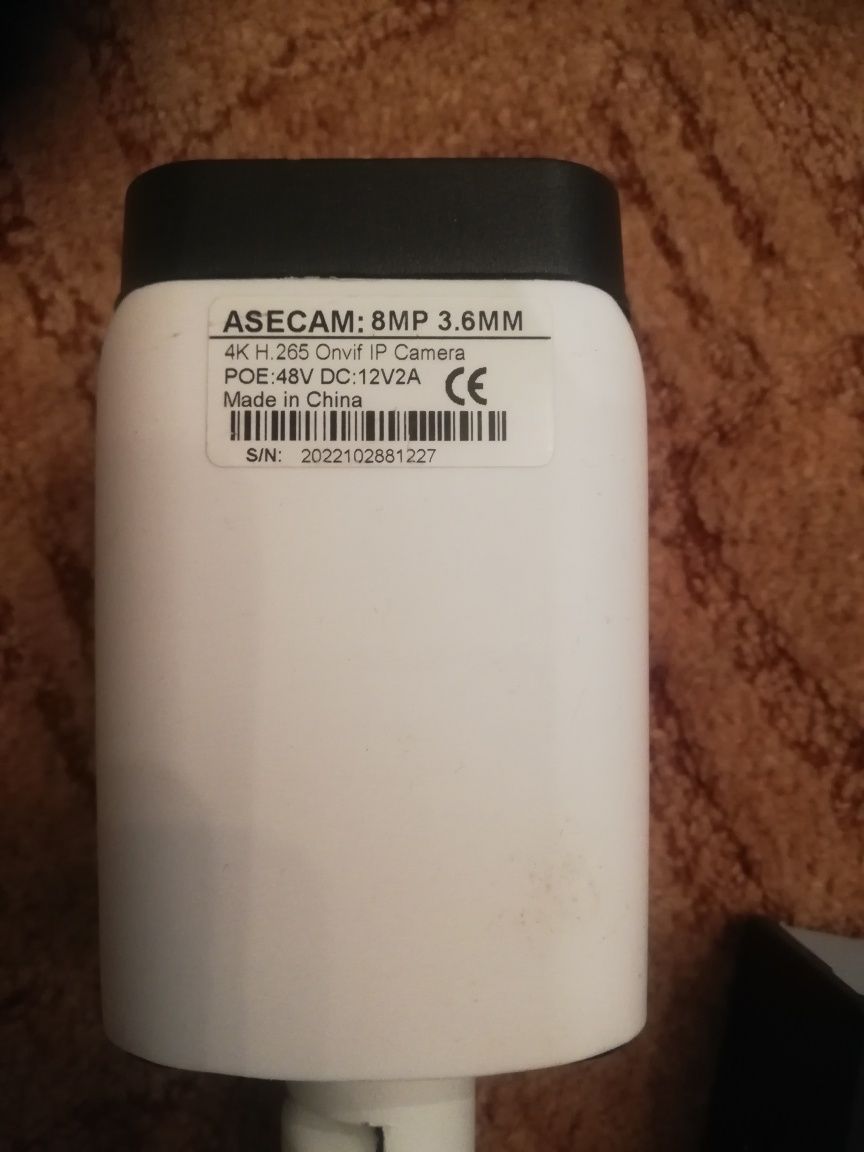 ASECAM: 8MP 3.6MM
4K H.265 Onvif IP Camera
POE:48V DC:12V2A CE
Made in China
S/N: 2022102881227